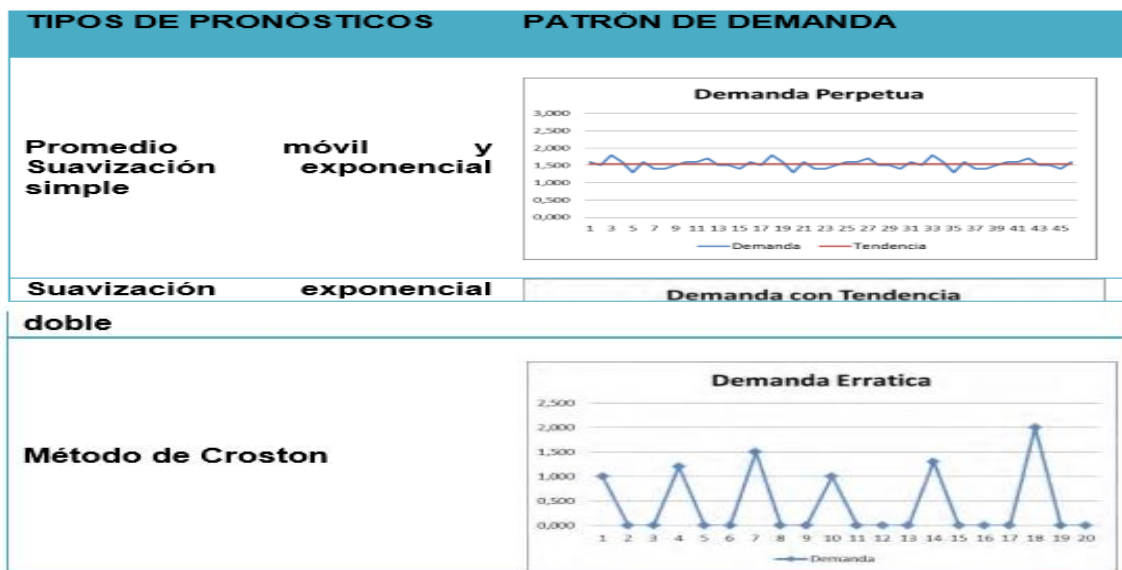 TIPOS DE PRONÓSTICOS PATRÓN DE DEMANDA
Promedio móvil y
Suavización exponencial
simple
Demanda Perpetua
3,000
2,500
2,000
1,500
1,000
0,500
0,000
1 3 5 7 9 11 13 15 17 19 21 23 25 27 29 31 33 35 37 39 41 43 45
Demanda Tendencia
Suavización exponencial
Demanda con Tendencia
doble
Método de Croston
Demanda Erratica
2,500
2,000
1,500
1,000
0,500
0,000
1 2 3 4 5 6 7 8 9 10 11 12 13 14 15 16 17 18 19 20
Demanda